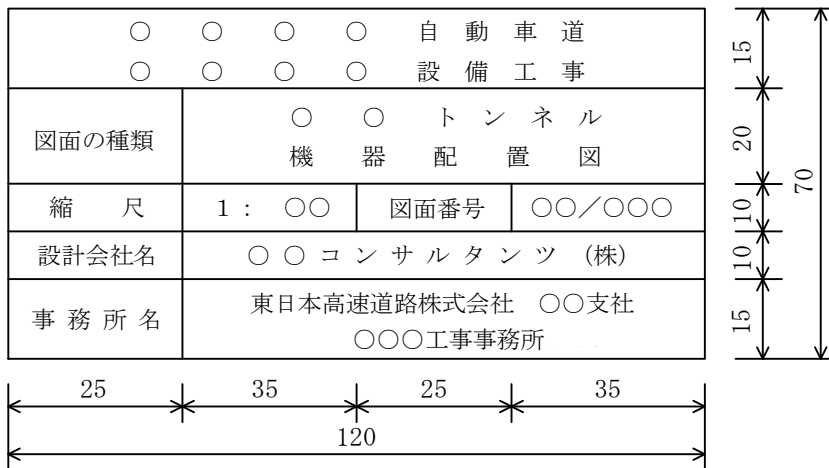 ○ ○ ○ ○ 自 動 車 道
○ ○ ○ ○ 設 備 工 事
図面の種類
○ ○ ト ン ネ ル
機 器 配 置 図
縮 尺
1 : ○○
図面番号
○○／○○○
設計会社名
○ ○ コ ン サ ル タ ン ツ (株)
事 務 所 名
東日本高速道路株式会社 ○○支社
○○○工事事務所
15
20
10
10
15
70
25 35 25 35
120